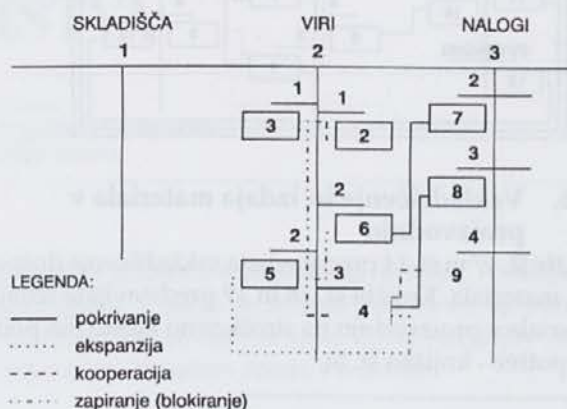 SKLADIŠČA VIRI NALOGI
1 2 3
1 1 2
3 2 7
3
2 8
6
2 4
5 3 9
4
LEGENDA:
pokrivanje
ekspanzija
kooperacija
zapiranje (blokiranje)